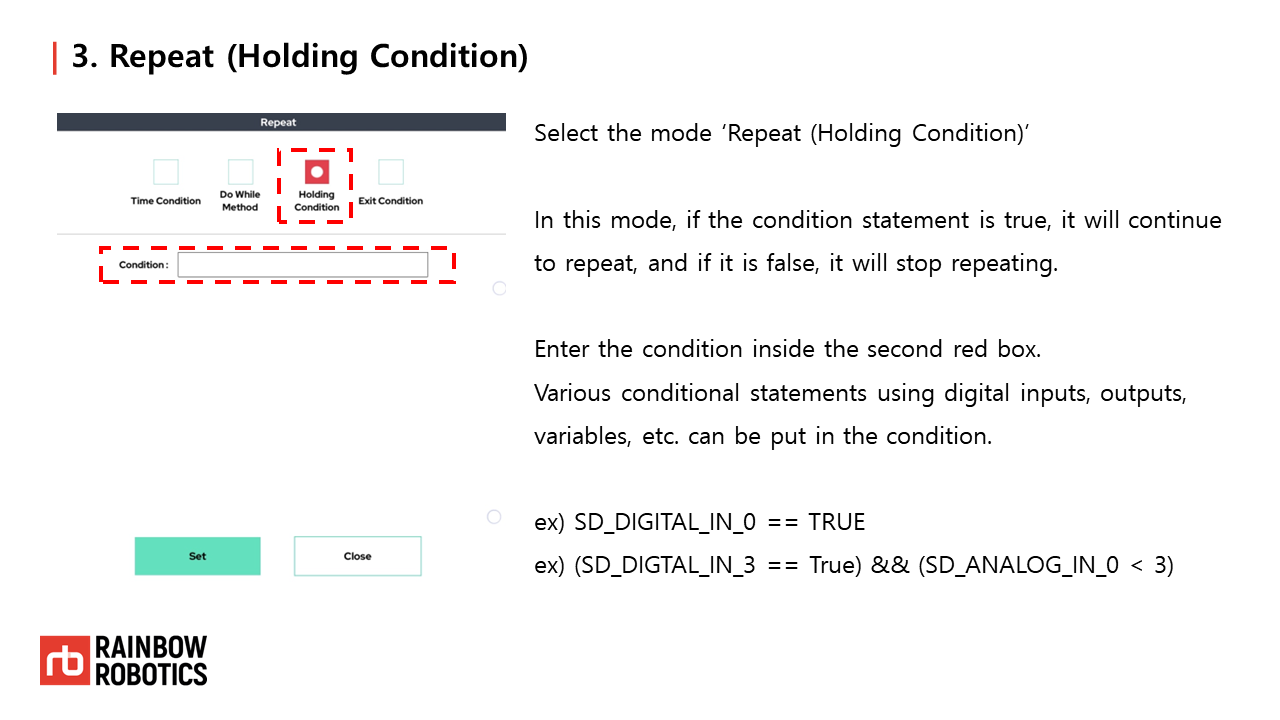 3. Repeat (Holding Condition)
Repeat
Time Condition
Do While
Method
Holding
Condition
Exit Condition
Condition :
Set
Close
Select the mode ‘Repeat (Holding Condition)’
In this mode, if the condition statement is true, it will continue
to repeat, and if it is false, it will stop repeating.
Enter the condition inside the second red box.
Various conditional statements using digital inputs, outputs,
variables, etc. can be put in the condition.
ex) SD_DIGITAL_IN_0 == TRUE
ex) (SD_DIGTAL_IN_3 == True) && (SD_ANALOG_IN_0 < 3)
rb
RAINBOW
ROBOTICS